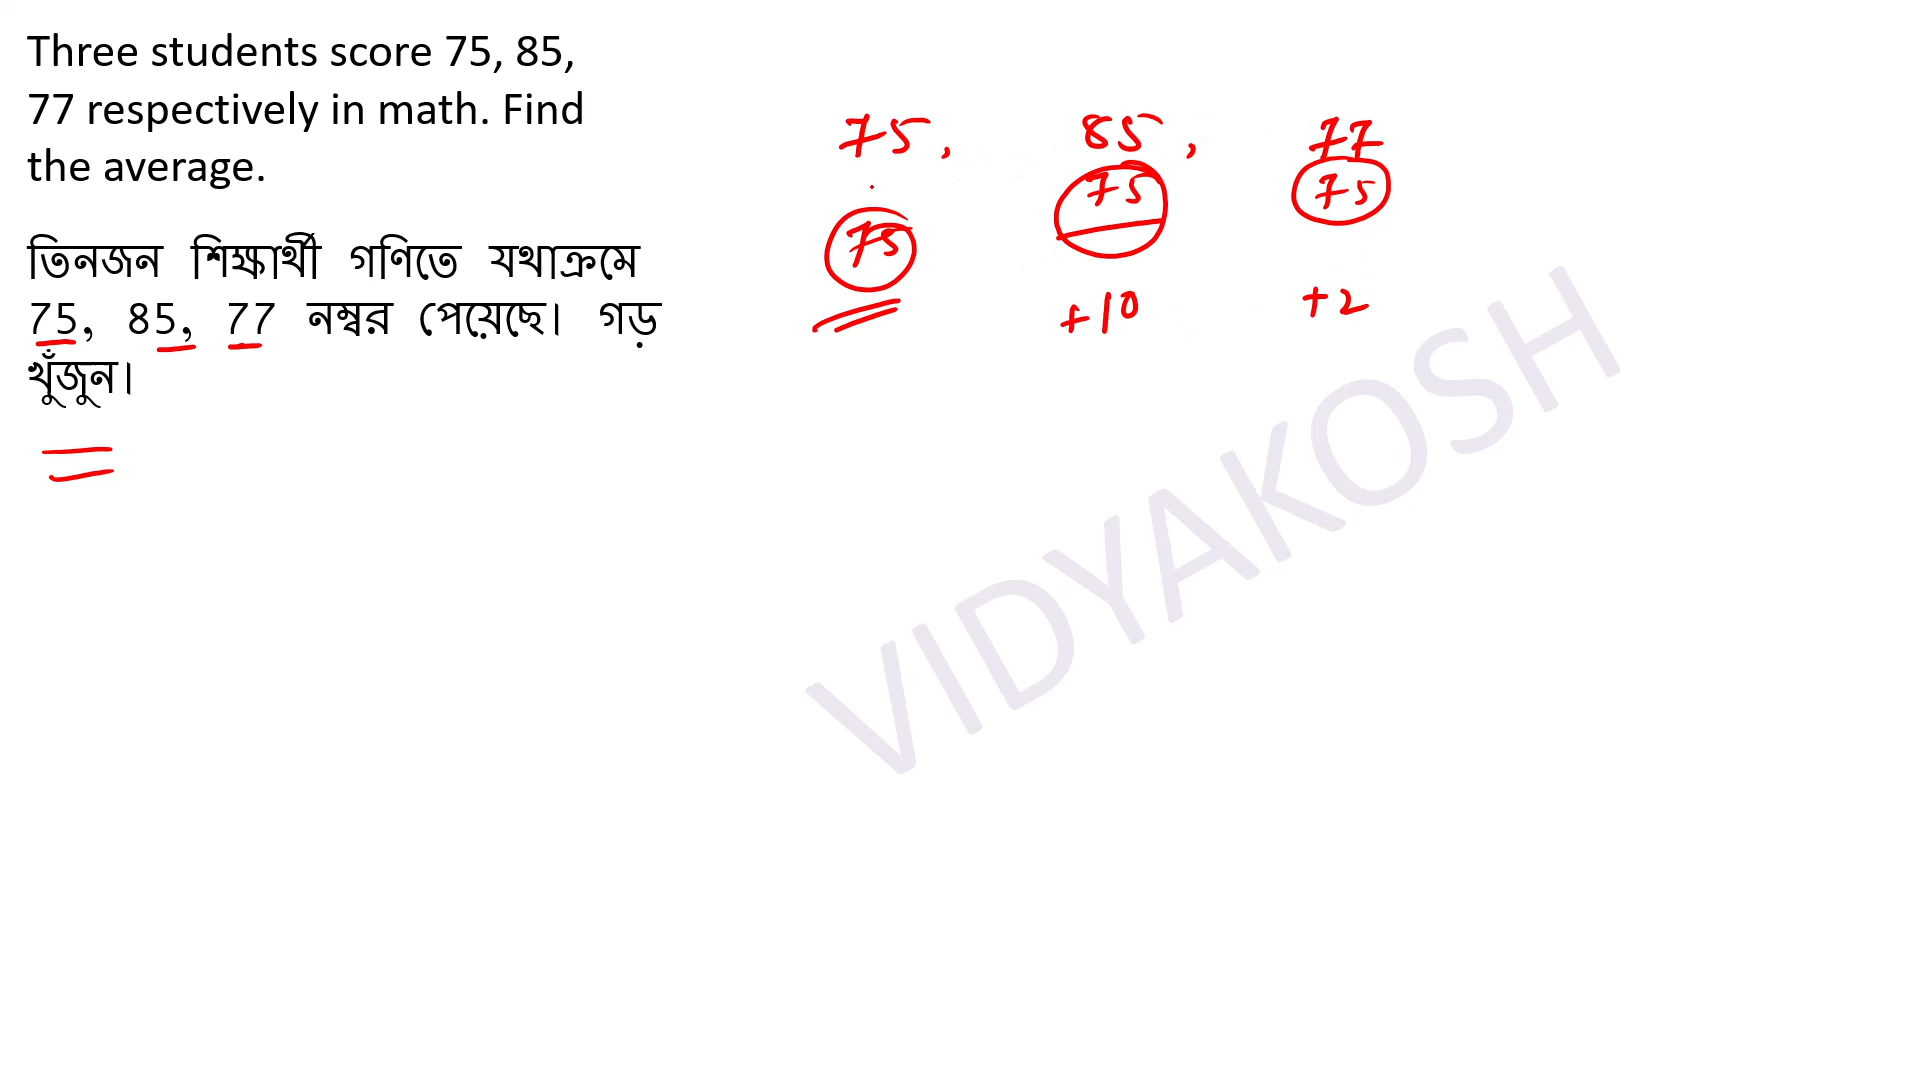 Three students score 75, 85,
77 respectively in math. Find
the average.
তিনজন শিক্ষার্থী গণিতে যথাক্রমে
75, 85, 77 নম্বর পেয়েছে। গড়
খুঁজুন।
75, 85, 77
75 75 75
+10 +2
VIDYAKOSH